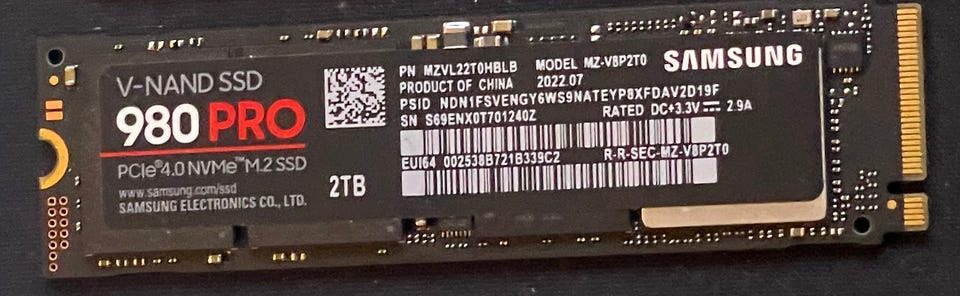 V-NAND SSD
980 PRO
PCIe®4.0 NVMe™M.2 SSD
www.samsung.com/ssd
SAMSUNG ELECTRONICS CO., LTD.
2TB
SAMSUNG
PN MZVL22T0HBLB MODEL MZ-V8P2T0
PRODUCT OF CHINA 2022.07
PSID NDN1FSVENGY6WS9NATEYP8XFDAV2D19F
SN S69ENX0T701240Z RATED DC+3.3V⎓ 2.9A
EUI64 002538B721B339C2 R-R-SEC-MZ-V8P2T0